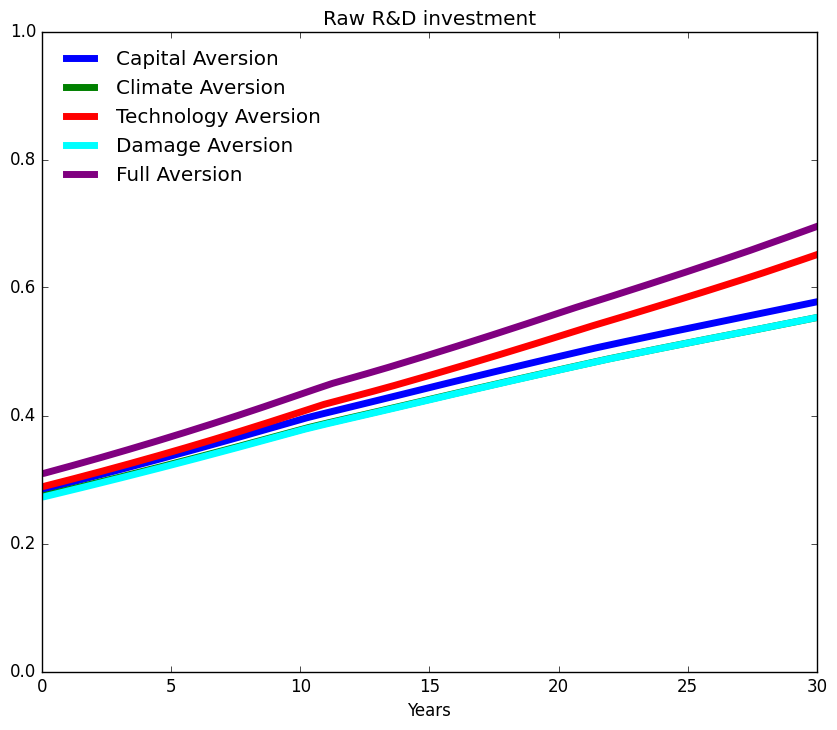 Raw R&D investment
1.0
Capital Aversion
Climate Aversion
Technology Aversion
Damage Aversion
Full Aversion
0.8
0.6
0.4
0.2
0.0
0 5 10 15 20 25 30
Years